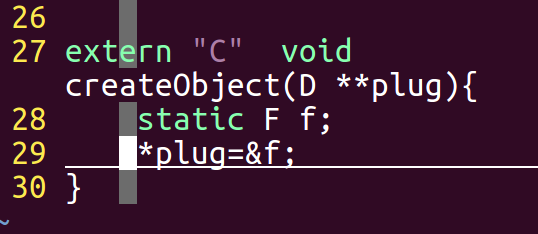 26
27 extern "C"  void
createObject(D **plug){
28     static F f;
29     *plug=&f;
30 }
~